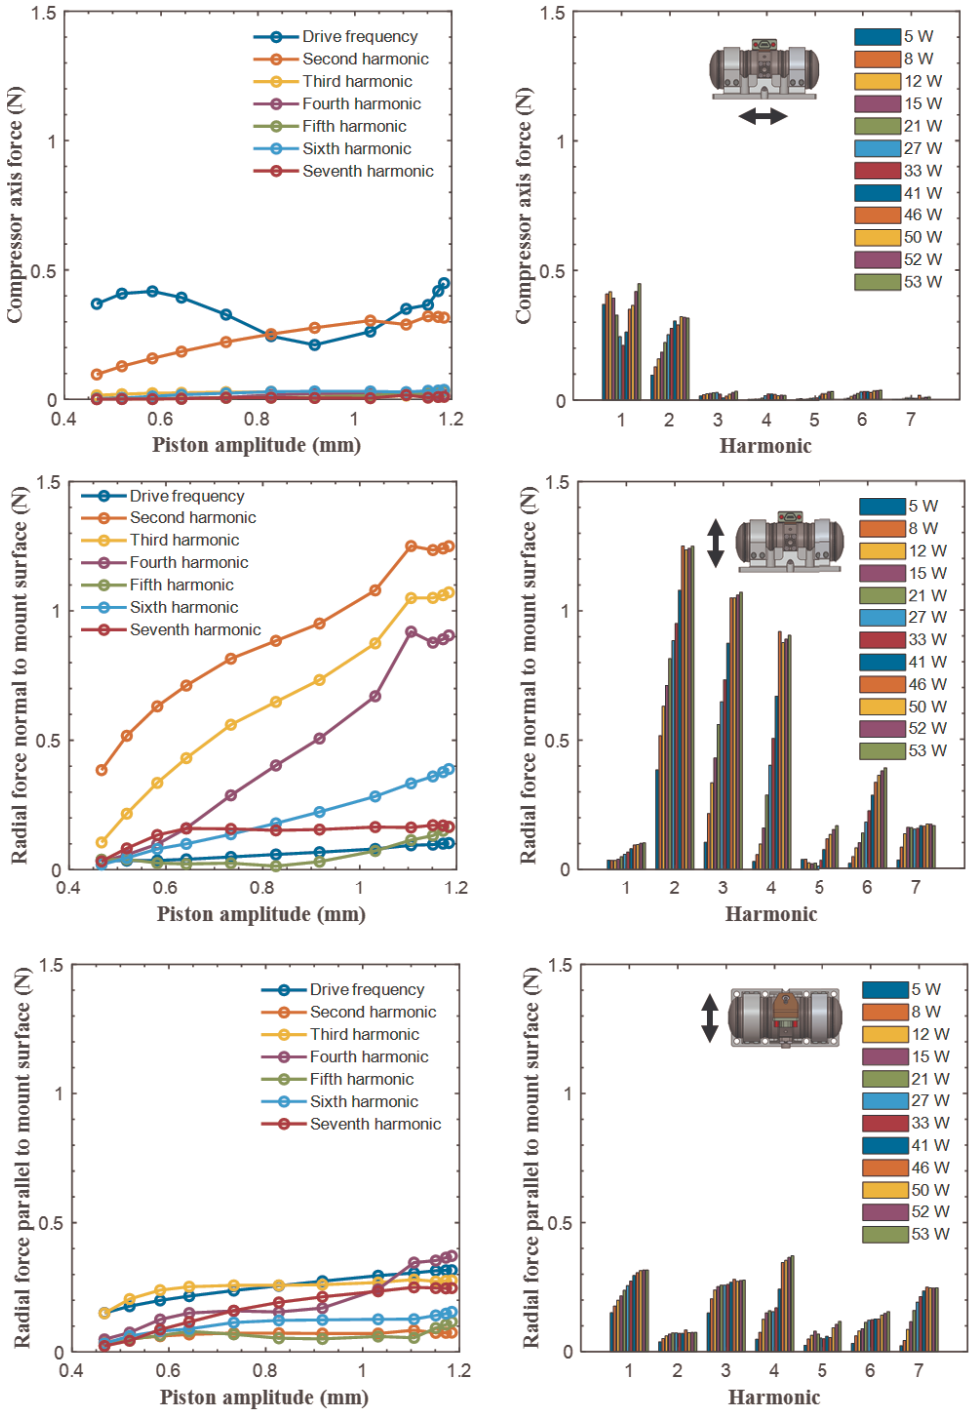 Compressor axis force (N)
1.5
1
0.5
0
0.4
0.6
0.8
1
1.2
Piston amplitude (mm)
Drive frequency
Second harmonic
Third harmonic
Fourth harmonic
Fifth harmonic
Sixth harmonic
Seventh harmonic
Compressor axis force (N)
1.5
1
0.5
0
1
2
3
4
5
6
7
Harmonic
5 W
8 W
12 W
15 W
21 W
27 W
33 W
41 W
46 W
50 W
52 W
53 W
Radial force normal to mount surface (N)
1.5
1
0.5
0
0.4
0.6
0.8
1
1.2
Piston amplitude (mm)
Drive frequency
Second harmonic
Third harmonic
Fourth harmonic
Fifth harmonic
Sixth harmonic
Seventh harmonic
Radial force normal to mount surface (N)
1.5
1
0.5
0
1
2
3
4
5
6
7
Harmonic
5 W
8 W
12 W
15 W
21 W
27 W
33 W
41 W
46 W
50 W
52 W
53 W
Radial force parallel to mount surface (N)
1.5
1
0.5
0
0.4
0.6
0.8
1
1.2
Piston amplitude (mm)
Drive frequency
Second harmonic
Third harmonic
Fourth harmonic
Fifth harmonic
Sixth harmonic
Seventh harmonic
Radial force parallel to mount surface (N)
1.5
1
0.5
0
1
2
3
4
5
6
7
Harmonic
5 W
8 W
12 W
15 W
21 W
27 W
33 W
41 W
46 W
50 W
52 W
53 W